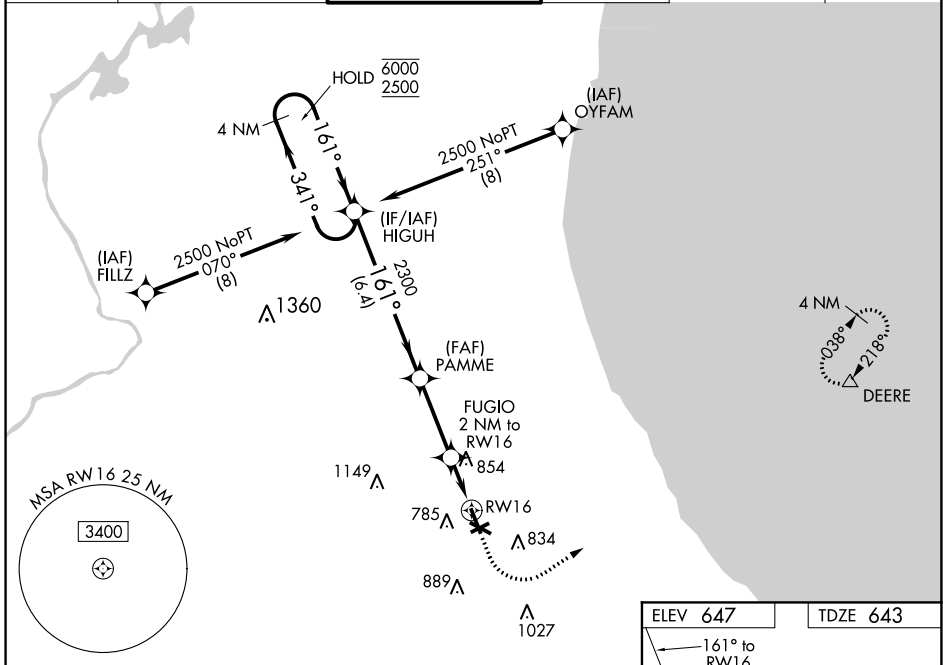 HOLD 6000
2500
4 NM
161°
341°
(IAF)
OYFAM
2500 NoPT
251°
(8)
(IF/IAF)
HIGUH
(IAF)
FILLZ
2500 NoPT
070°
(8)
1360
2300
161°
(6.4)
(FAF)
PAMME
4 NM
038°
218°
DEERE
FUGIO
2 NM to
RW16
854
1149
785
RW16
834
889
1027
MSA RW16 25 NM
3400
ELEV 647
TDZE 643
161° to
RW16